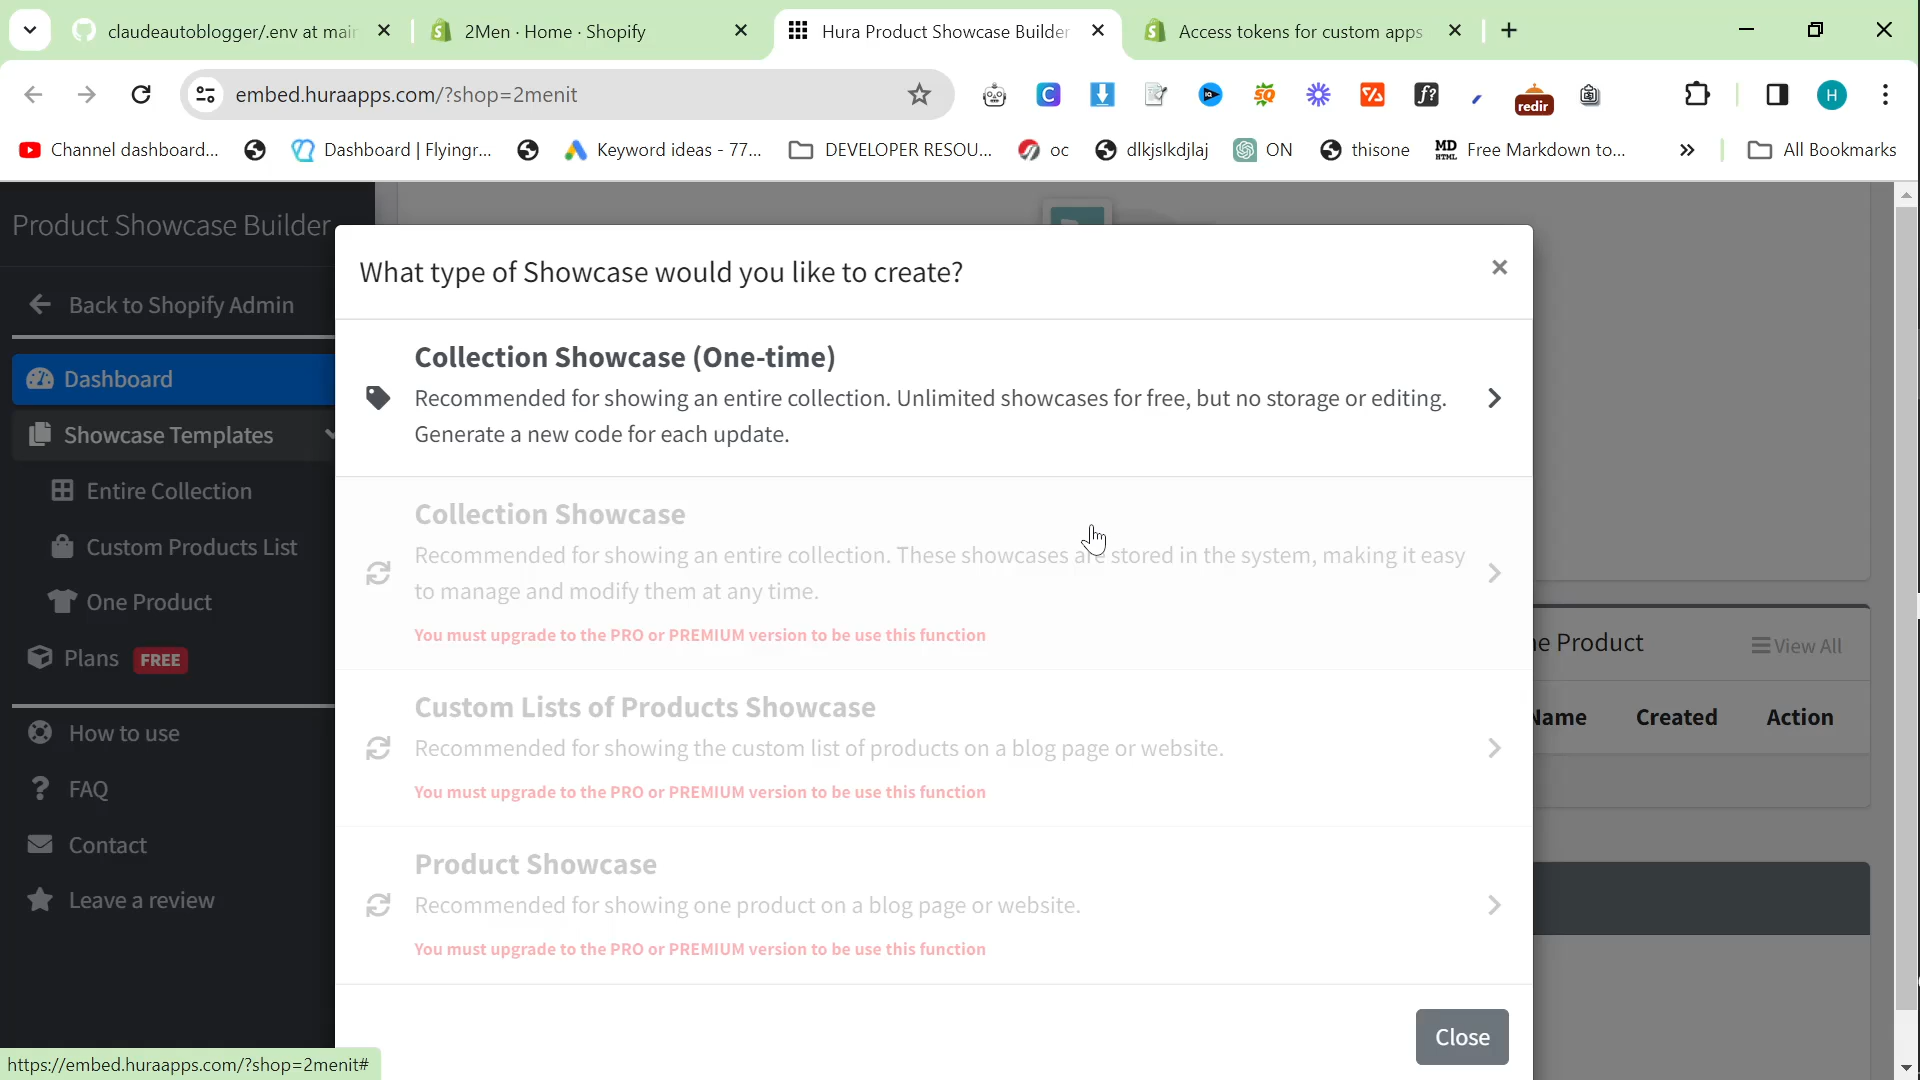 claudeautoblogger/.env at mair
2Men · Home · Shopify
Hura Product Showcase Builder
Access tokens for custom apps
embed.huraapps.com/?shop=2menit
redir
H
Channel dashboard...
Dashboard | Flyingr...
Keyword ideas - 77...
DEVELOPER RESOU...
oc
dlkjslkdjlaj
ON
thisone
MD
HTML
Free Markdown to...
All Bookmarks
Product Showcase Builder
Back to Shopify Admin
Dashboard
Showcase Templates
Entire Collection
Custom Products List
One Product
Plans FREE
How to use
FAQ
Contact
Leave a review
What type of Showcase would you like to create?
Collection Showcase (One-time)
Recommended for showing an entire collection. Unlimited showcases for free, but no storage or editing.
Generate a new code for each update.
Collection Showcase
Recommended for showing an entire collection. These showcases are stored in the system, making it easy
to manage and modify them at any time.
You must upgrade to the PRO or PREMIUM version to be use this function
Custom Lists of Products Showcase
Recommended for showing the custom list of products on a blog page or website.
You must upgrade to the PRO or PREMIUM version to be use this function
Product Showcase
Recommended for showing one product on a blog page or website.
You must upgrade to the PRO or PREMIUM version to be use this function
Close
ne Product
View All
Name
Created
Action
https://embed.huraapps.com/?shop=2menit#